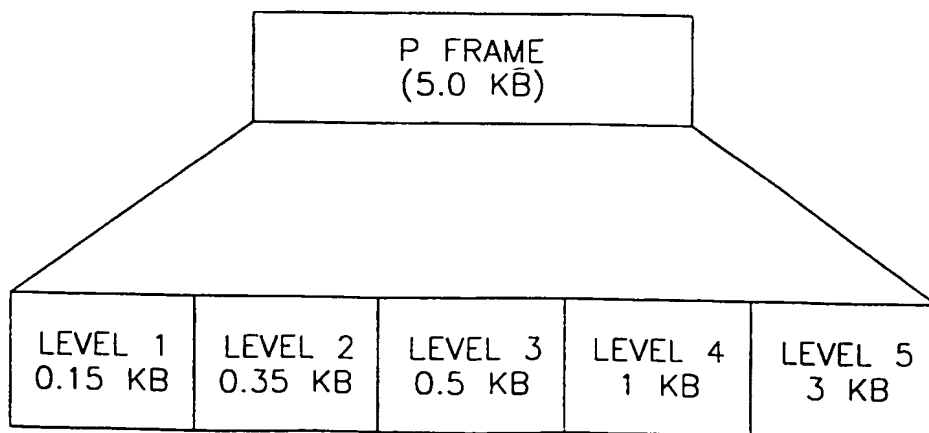 P FRAME
(5.0 KB)
LEVEL 1
0.15 KB
LEVEL 2
0.35 KB
LEVEL 3
0.5 KB
LEVEL 4
1 KB
LEVEL 5
3 KB